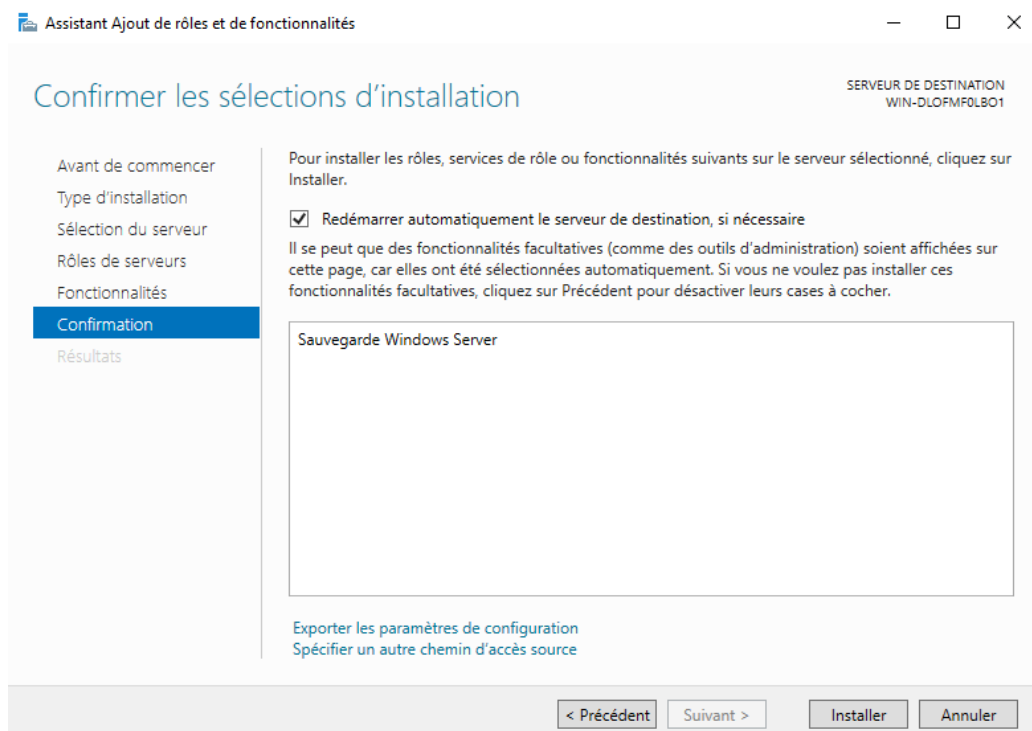 Assistant Ajout de rôles et de fonctionnalités
Confirmer les sélections d’installation
SERVEUR DE DESTINATION
WIN-DLOFMF0LBO1
Avant de commencer
Type d’installation
Sélection du serveur
Rôles de serveurs
Fonctionnalités
Confirmation
Résultats
Pour installer les rôles, services de rôle ou fonctionnalités suivants sur le serveur sélectionné, cliquez sur
Installer.
Redémarrer automatiquement le serveur de destination, si nécessaire
Il se peut que des fonctionnalités facultatives (comme des outils d’administration) soient affichées sur
cette page, car elles ont été sélectionnées automatiquement. Si vous ne voulez pas installer ces
fonctionnalités facultatives, cliquez sur Précédent pour désactiver leurs cases à cocher.
Sauvegarde Windows Server
Exporter les paramètres de configuration
Spécifier un autre chemin d’accès source
< Précédent
Suivant >
Installer
Annuler